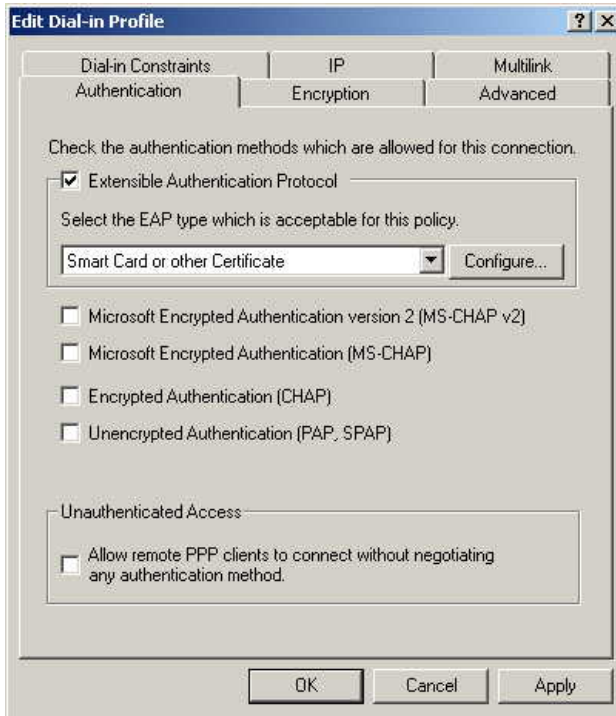 Edit Dial-in Profile
Dial-in Constraints IP Multilink
Authentication Encryption Advanced
Check the authentication methods which are allowed for this connection.
Extensible Authentication Protocol
Select the EAP type which is acceptable for this policy.
Smart Card or other Certificate Configure...
Microsoft Encrypted Authentication version 2 (MS-CHAP v2)
Microsoft Encrypted Authentication (MS-CHAP)
Encrypted Authentication (CHAP)
Unencrypted Authentication (PAP, SPAP)
Unauthenticated Access
Allow remote PPP clients to connect without negotiating
any authentication method.
OK Cancel Apply